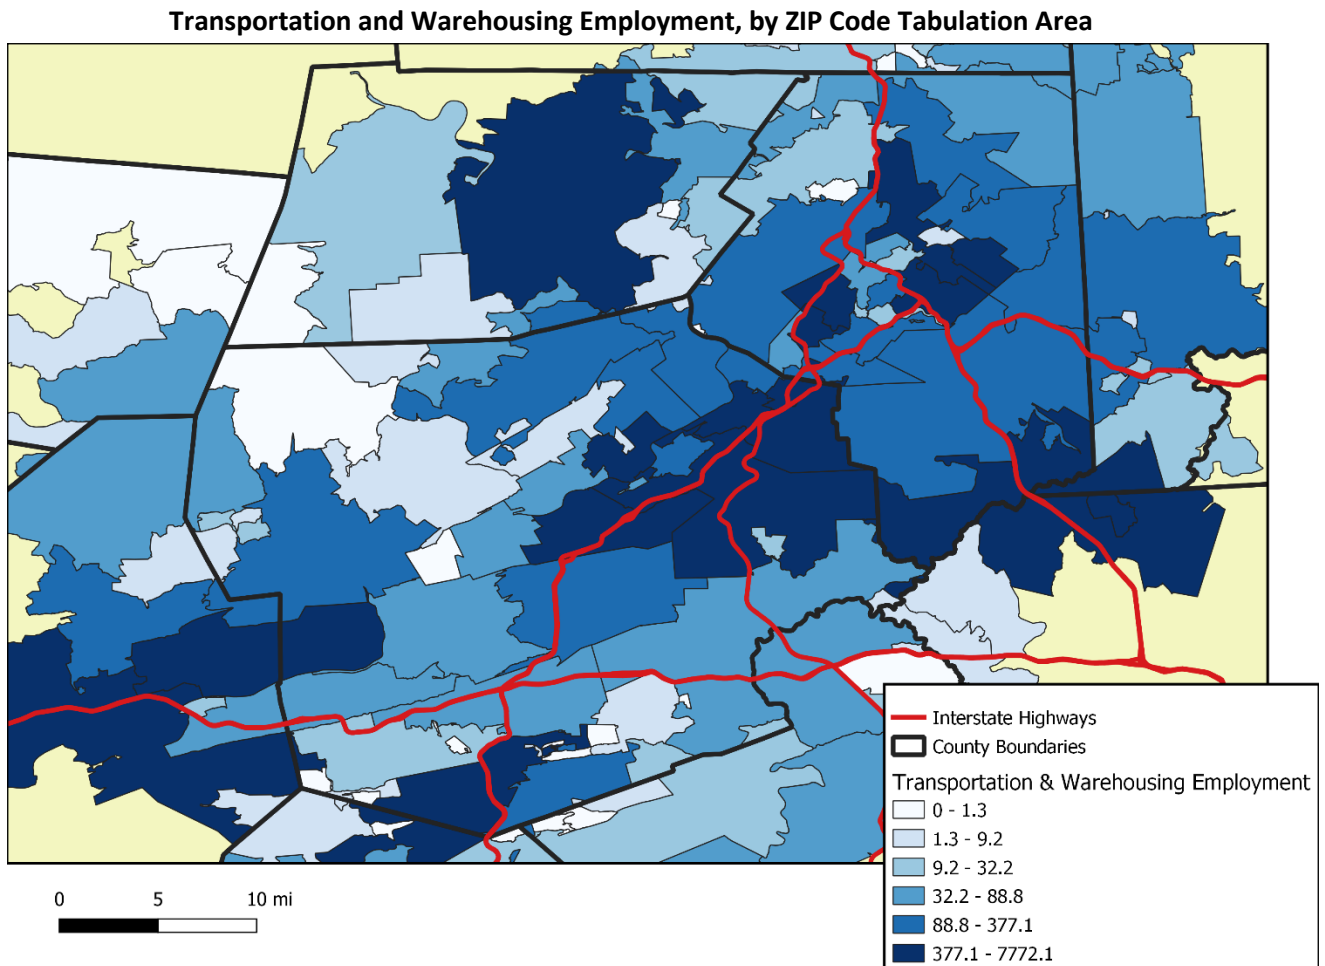 Transportation and Warehousing Employment, by ZIP Code Tabulation Area
Interstate Highways
County Boundaries
Transportation & Warehousing Employment
0 - 1.3
1.3 - 9.2
9.2 - 32.2
32.2 - 88.8
88.8 - 377.1
377.1 - 7772.1
0 5 10 mi